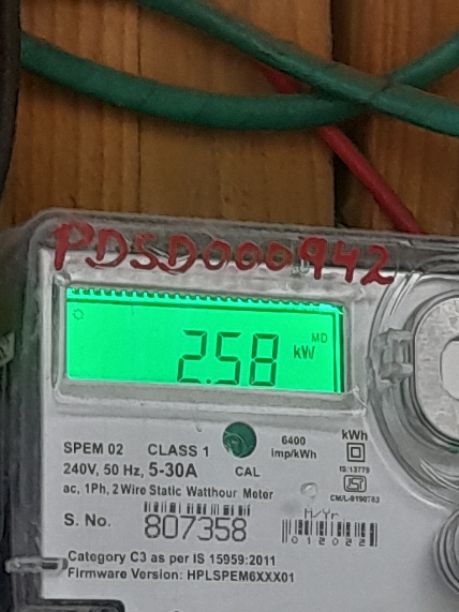 PDSD000942
MD
2.58 kW
6400
imp/kWh
kWh
SPEM 02 CLASS 1
240V, 50 Hz, 5-30A
CAL
IS:13779
ac, 1Ph, 2 Wire Static Watthour Meter
S. No.
807358
M/Yr
012022
Category C3 as per IS 15959:2011
Firmware Version: HPLSPEM6XXX01